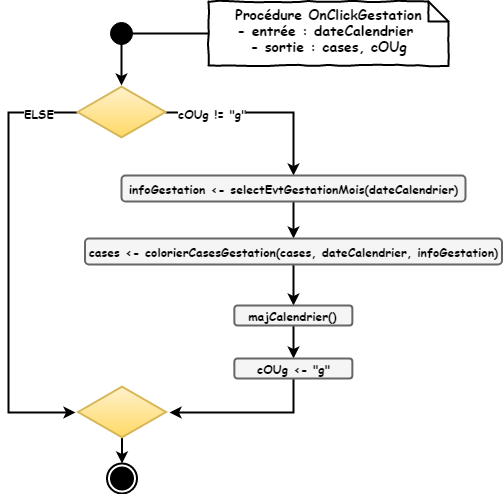 Procédure OnClickGestation
- entrée : dateCalendrier
- sortie : cases, cOUg
ELSE
cOUg != "g"
infoGestation <- selectEvtGestationMois(dateCalendrier)
cases <- colorierCasesGestation(cases, dateCalendrier, infoGestation)
majCalendrier()
cOUg <- "g"